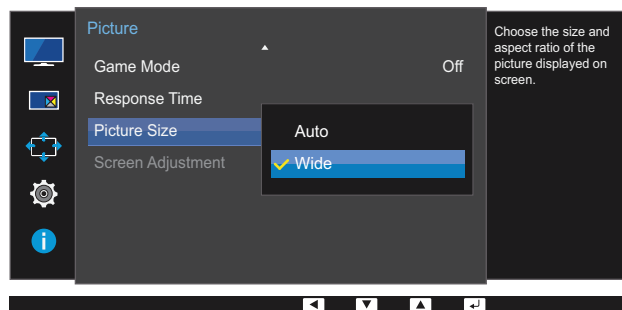 Picture
Game Mode Off
Response Time
Picture Size
Auto
Wide
Screen Adjustment
Choose the size and
aspect ratio of the
picture displayed on
screen.